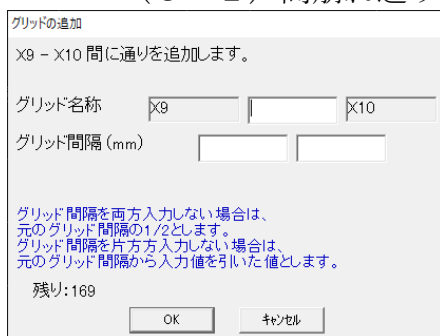 グリッドの追加
X9 - X10 間に通りを追加します。
グリッド名称 X9 X10
グリッド間隔 (mm)
グリッド間隔を両方入力しない場合は、
元のグリッド間隔の1/2とします。
グリッド間隔を片方方入力しない場合は、
元のグリッド間隔から入力値を引いた値とします。
残り:169
OK キャンセル